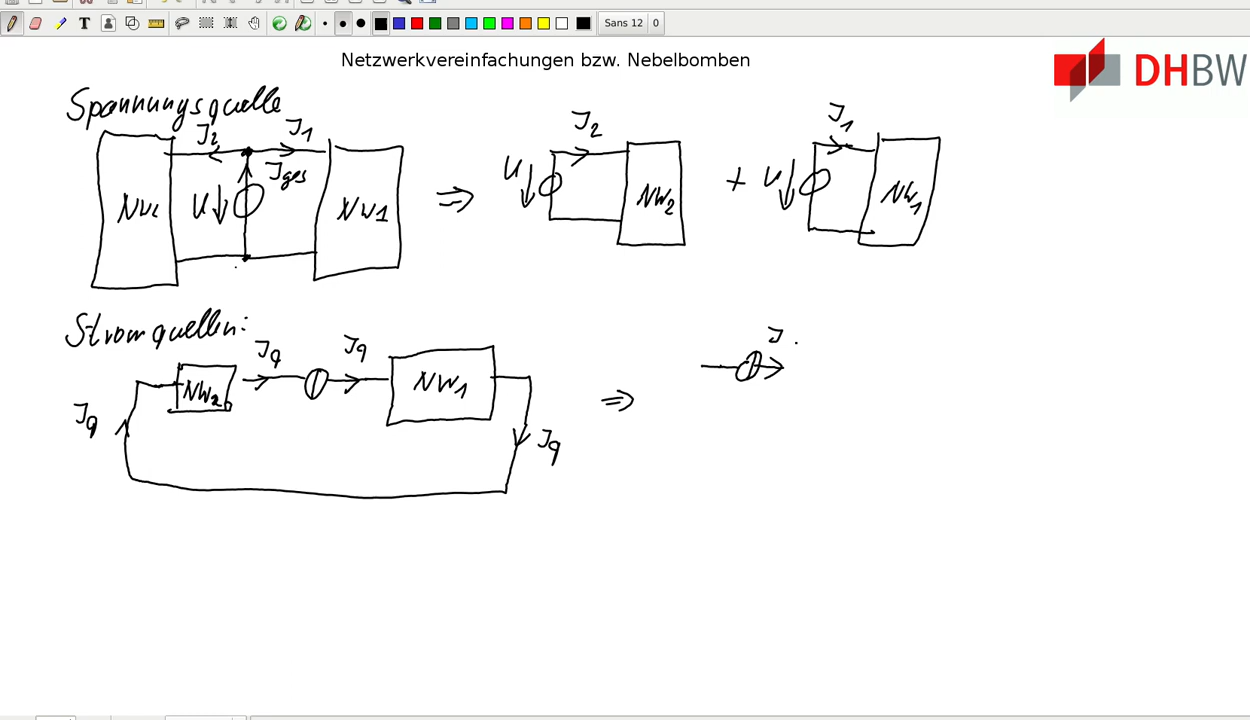 Sans 12 0
Netzwerkvereinfachungen bzw. Nebelbomben
DHBW
Spannungsquelle
J2 J1
Jges
U
NW1
J2
U
NW2
+
J1
U
NW1
Stromquellen:
Jq Jq
NW2 NW1
Jq
Jq
J